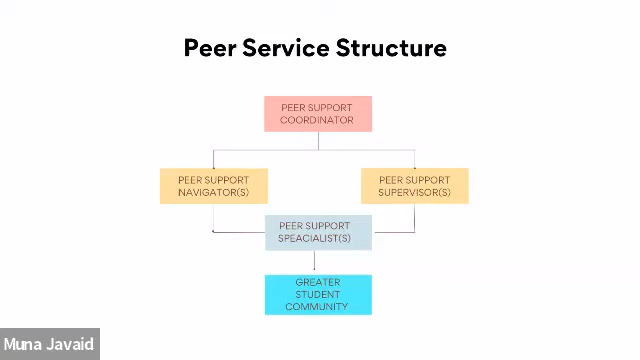 Peer Service Structure
PEER SUPPORT
COORDINATOR
PEER SUPPORT
NAVIGATOR(S)
PEER SUPPORT
SUPERVISOR(S)
PEER SUPPORT
SPEACIALIST(S)
GREATER
STUDENT
COMMUNITY
Muna Javaid